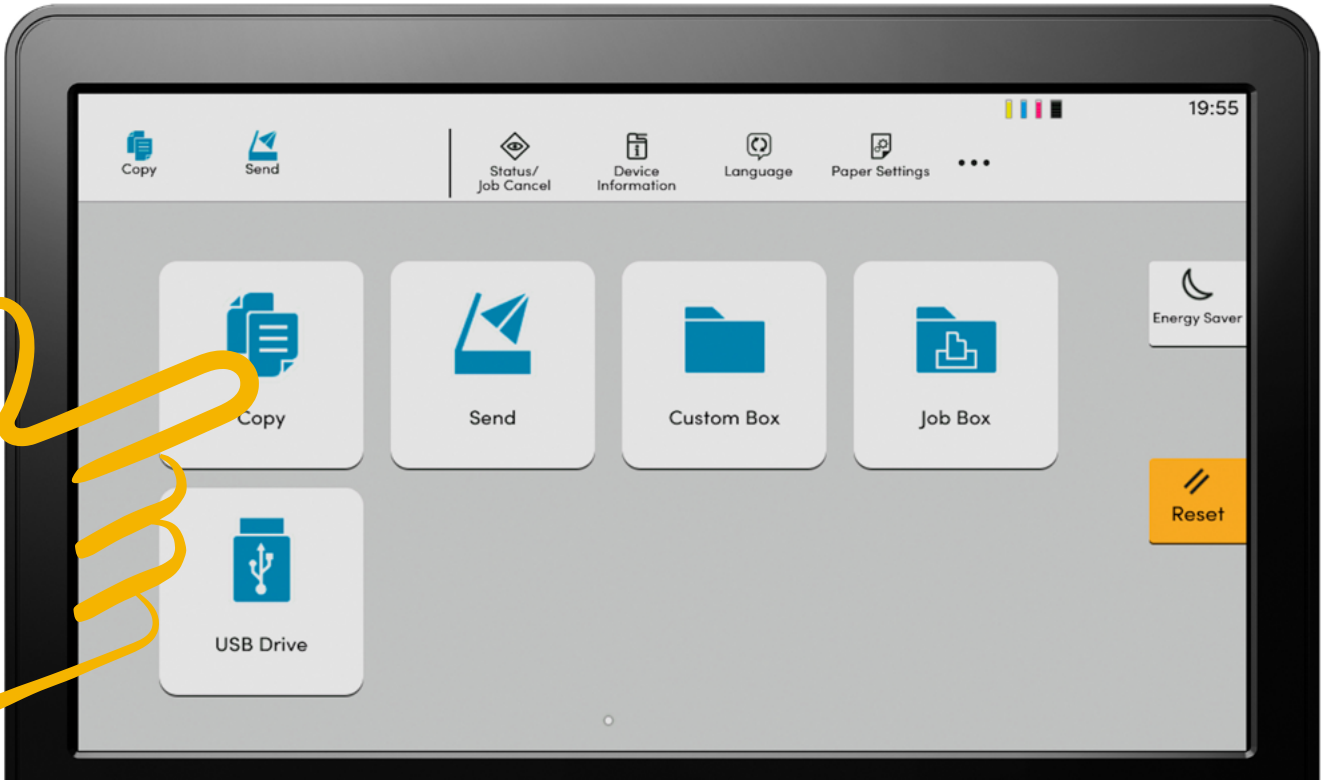 19:55
Copy
Send
Status/
Job Cancel
Device
Information
Language
Paper Settings
Energy Saver
Copy
Send
Custom Box
Job Box
Reset
USB Drive